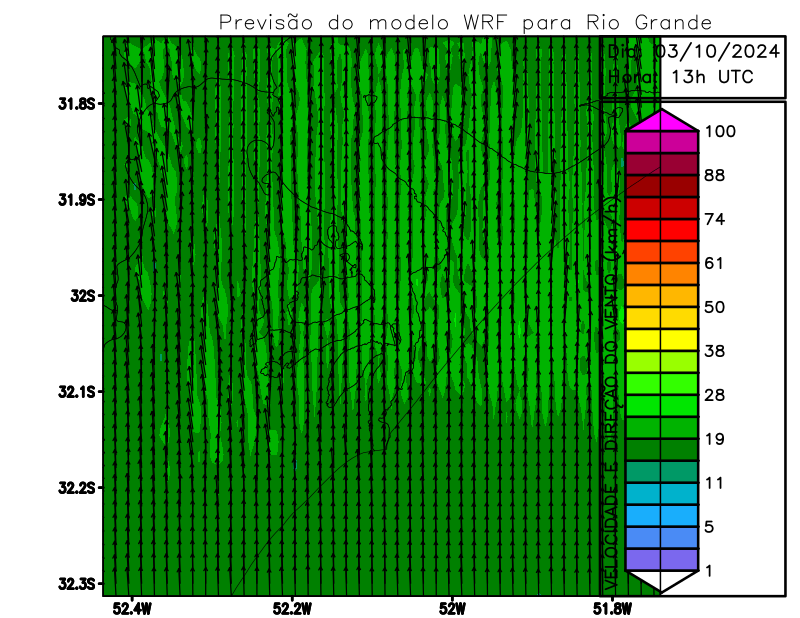 Previsão do modelo WRF para Rio Grande
Dia: 03/10/2024
Hora: 13h UTC
31.8S
31.9S
32S
32.1S
32.2S
32.3S
52.4W
52.2W
52W
51.8W
VELOCIDADE E DIREÇÃO DO VENTO (km/h)
100
88
74
61
50
38
28
19
11
5
1